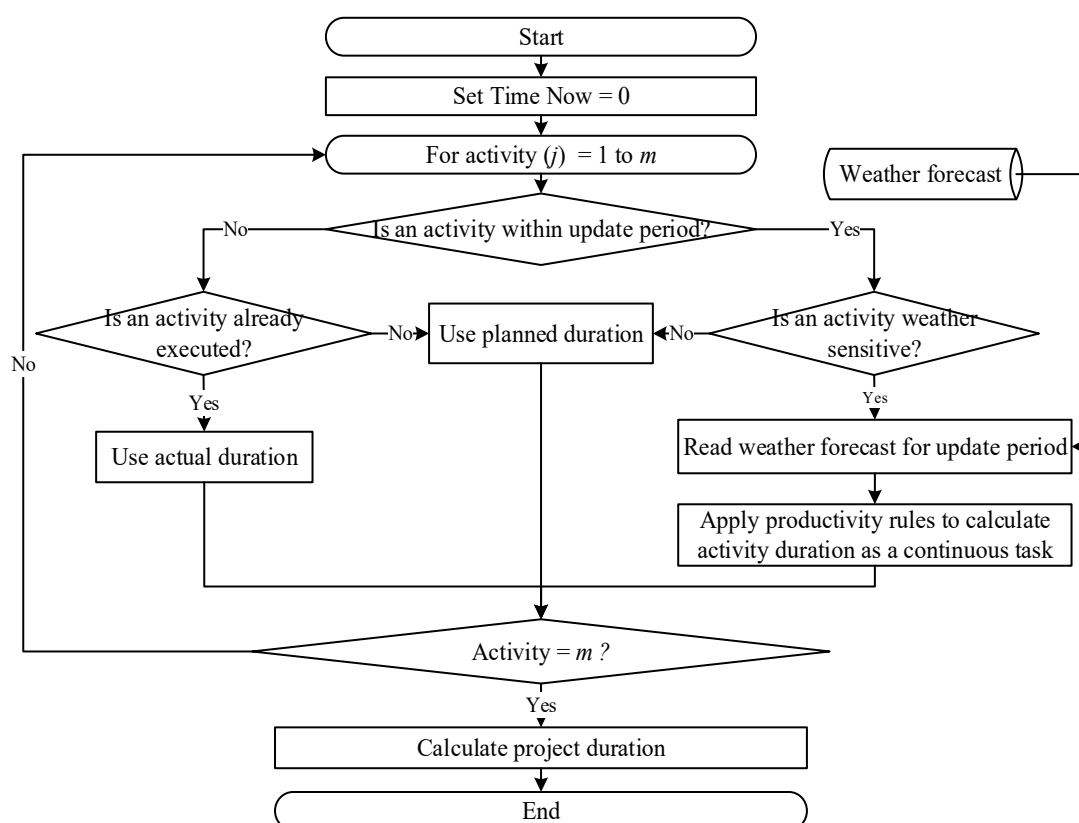 Start
Set Time Now = 0
For activity (j) = 1 to m
Weather forecast
Is an activity within update period?
No
Yes
Is an activity already
executed?
No
Use planned duration
No
Is an activity weather
sensitive?
No
Yes
Yes
Use actual duration
Read weather forecast for update period
Apply productivity rules to calculate
activity duration as a continuous task
Activity = m ?
Yes
Calculate project duration
End